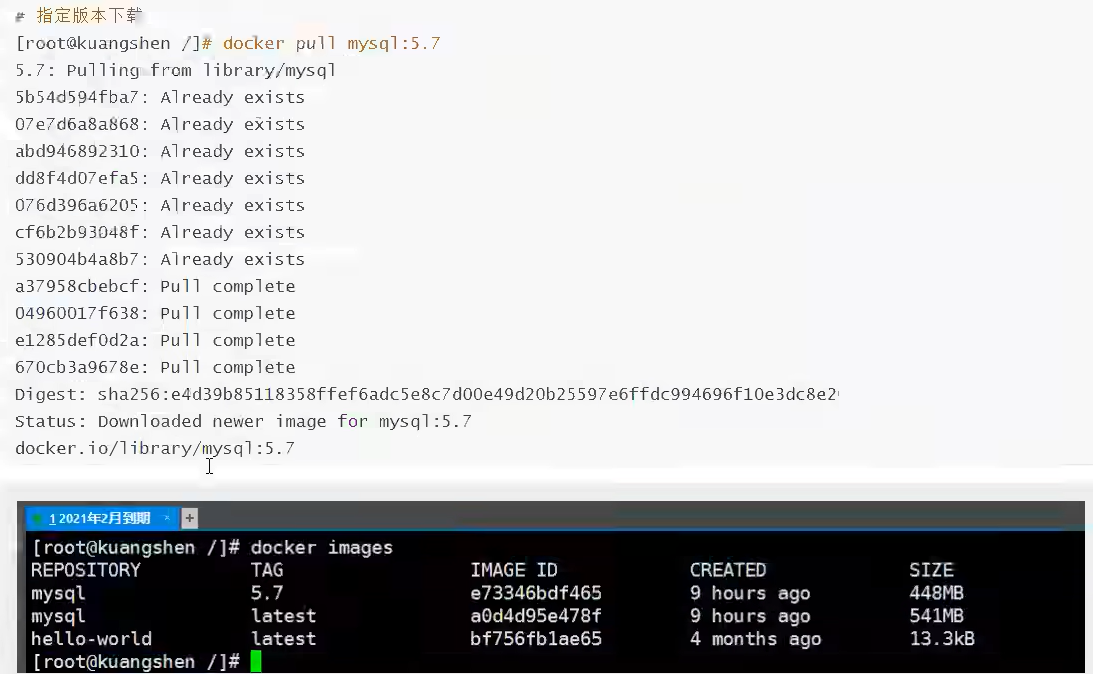 # 指定版本下载
[root@kuangshen /]# docker pull mysql:5.7
5.7: Pulling from library/mysql
5b54d594fba7: Already exists
07e7d6a8a868: Already exists
abd946892310: Already exists
dd8f4d07efa5: Already exists
076d396a6205: Already exists
cf6b2b93048f: Already exists
530904b4a8b7: Already exists
a37958cbebcf: Pull complete
04960017f638: Pull complete
e1285def0d2a: Pull complete
670cb3a9678e: Pull complete
Digest: sha256:e4d39b85118358ffef6adc5e8c7d00e49d20b25597e6ffdc994696f10e3dc8e2
Status: Downloaded newer image for mysql:5.7
docker.io/library/mysql:5.7
1 2021年2月到期 × +
[root@kuangshen /]# docker images
REPOSITORY TAG IMAGE ID CREATED SIZE
mysql 5.7 e73346bdf465 9 hours ago 448MB
mysql latest a0d4d95e478f 9 hours ago 541MB
hello-world latest bf756fb1ae65 4 months ago 13.3kB
[root@kuangshen /]#